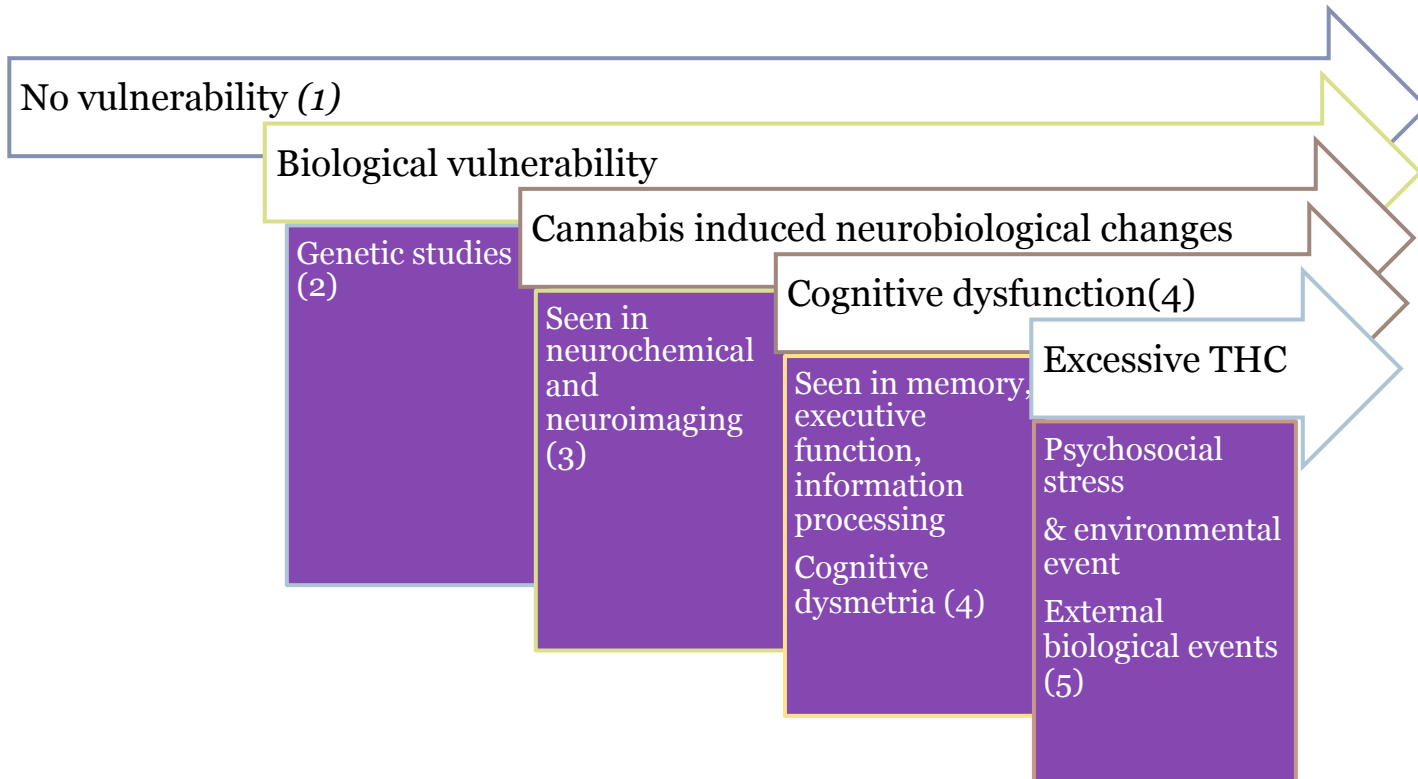 No vulnerability (1)
Biological vulnerability
Genetic studies
(2)
Cannabis induced neurobiological changes
Seen in
neurochemical
and
neuroimaging
(3)
Cognitive dysfunction(4)
Seen in memory,
executive
function,
information
processing
Cognitive
dysmetria (4)
Excessive THC
Psychosocial
stress
& environmental
event
External
biological events
(5)